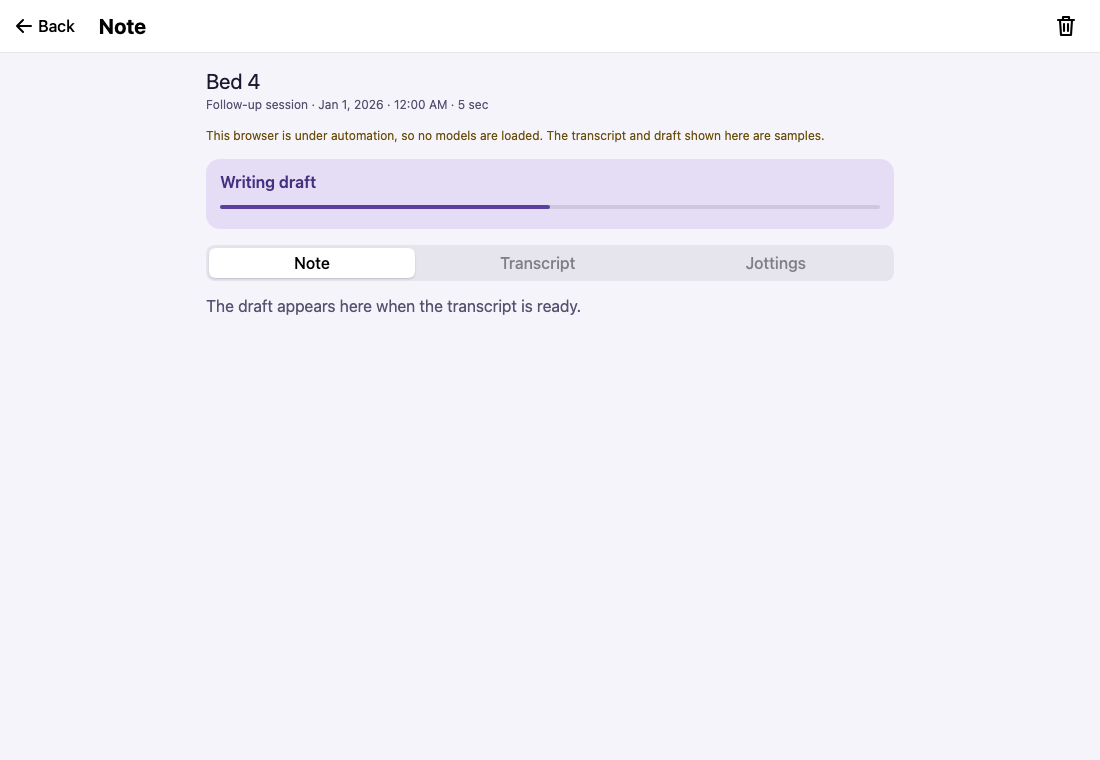 Back
Note
Bed 4
Follow-up session · Jan 1, 2026 · 12:00 AM · 5 sec
This browser is under automation, so no models are loaded. The transcript and draft shown here are samples.
Writing draft
Note
Transcript
Jottings
The draft appears here when the transcript is ready.